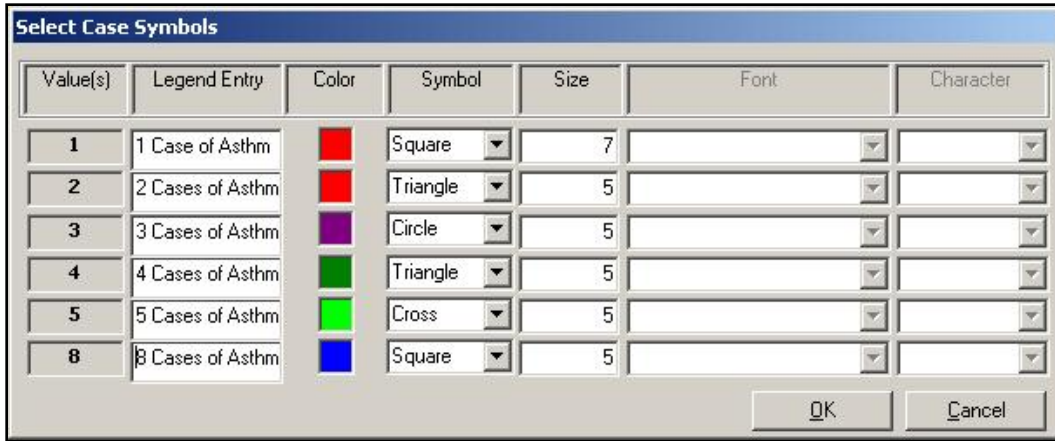 Select Case Symbols
Value(s) Legend Entry Color Symbol Size Font Character
1 1 Case of Asthm Square 7
2 2 Cases of Asthm Triangle 5
3 3 Cases of Asthm Circle 5
4 4 Cases of Asthm Triangle 5
5 5 Cases of Asthm Cross 5
8 8 Cases of Asthm Square 5
OK Cancel